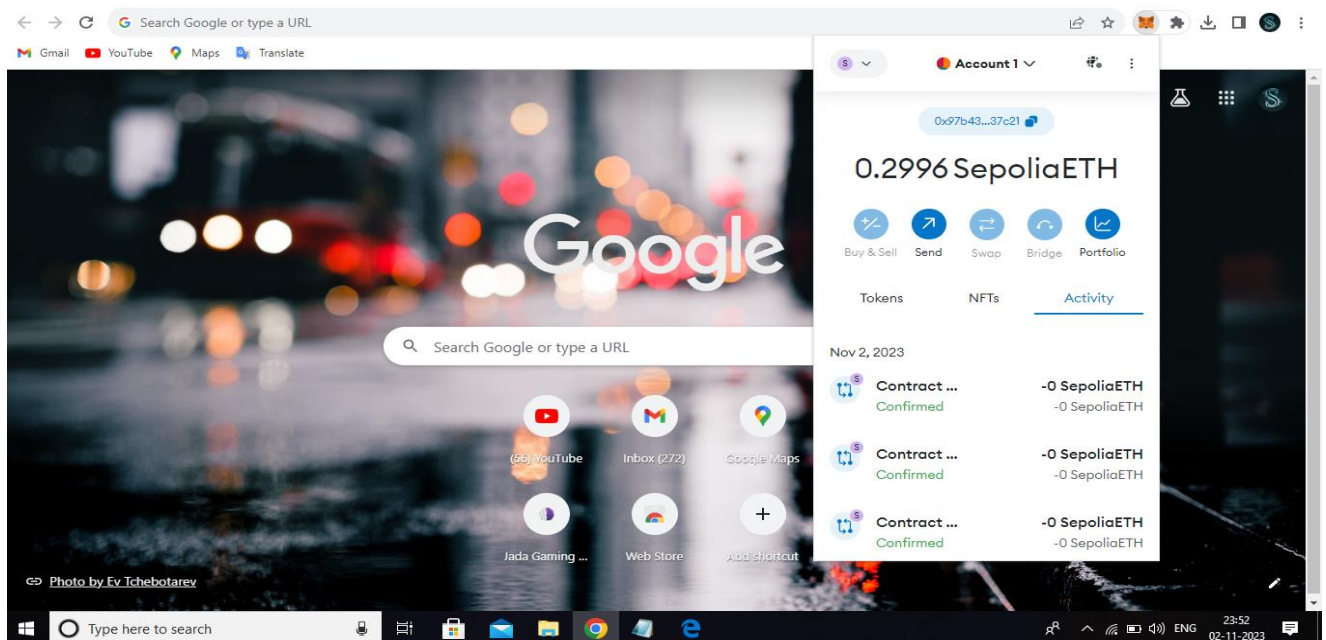 Search Google or type a URL
Gmail YouTube Maps Translate
S Account 1
0x97b43...37c21
0.2996 SepoliaETH
Buy & Sell Send Swap Bridge Portfolio
Tokens NFTs Activity
Nov 2, 2023
S Contract ... -0 SepoliaETH
Confirmed -0 SepoliaETH
S Contract ... -0 SepoliaETH
Confirmed -0 SepoliaETH
S Contract ... -0 SepoliaETH
Confirmed -0 SepoliaETH
Google
Search Google or type a URL
(56) YouTube Inbox (272) Google Maps
Jada Gaming ... Web Store Add shortcut
Photo by Ev Tchebotarev
Type here to search
ENG
23:52
02-11-2023